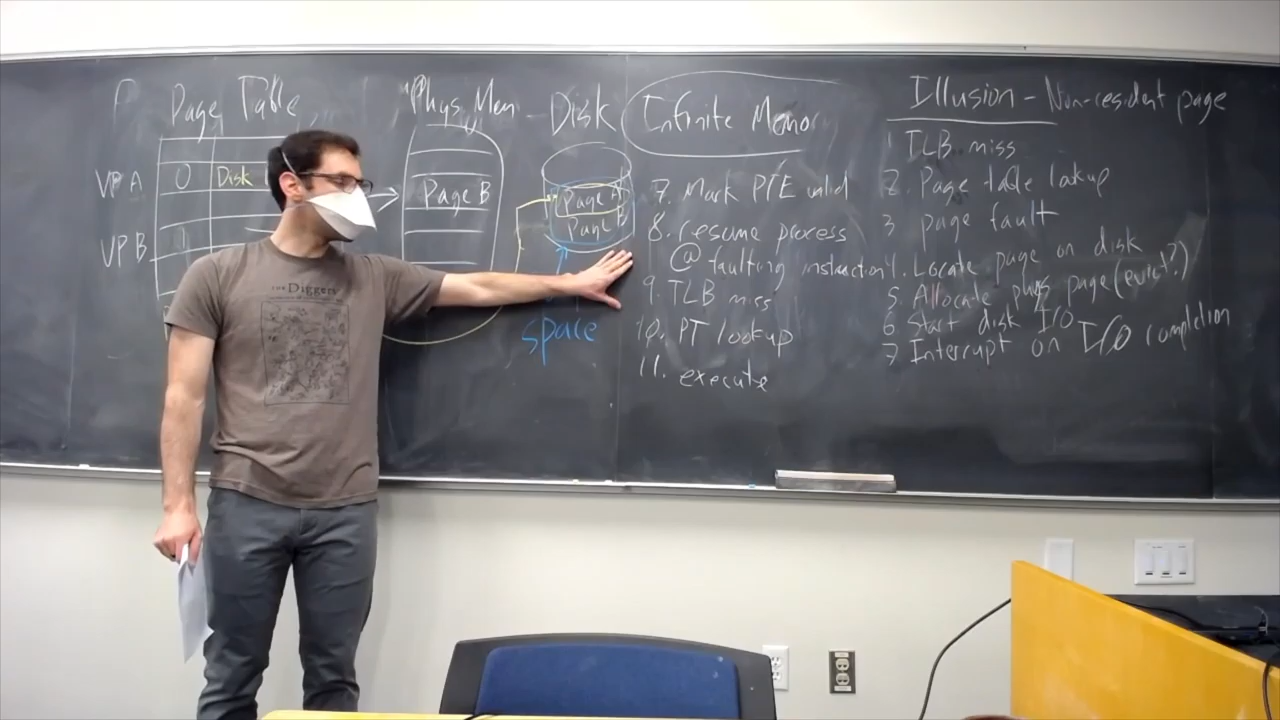 Page Table
VP A
0
Disk
VP B
1
"Phys. Mem
Page B
Disk
Page A
Page B
space
Infinite Memo
7. Mark PTE valid
8. resume process
@ faulting instruction
9. TLB miss
10. PT lookup
11. execute
Illusion - Non-resident page
1 TLB miss
2. Page table lookup
3 page fault
4. Locate page on disk
5. Allocate phys page (evict?)
6 Start disk I/O
7 Interrupt on I/O completion
the Diggers